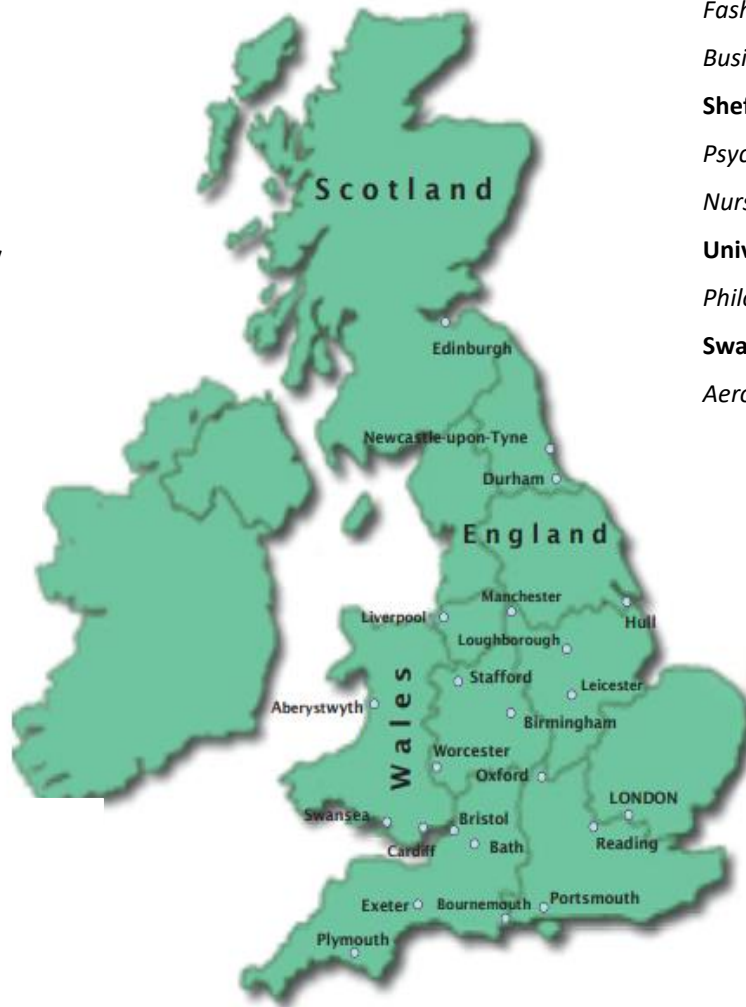 Fash
Busi
Shef
Psyc
Nurs
Univ
Philo
Swa
Aero
Scotland
Edinburgh
Newcastle-upon-Tyne
Durham
England
Manchester
Liverpool
Hull
Loughborough
Stafford
Leicester
Aberystwyth
Wales
Birmingham
Worcester
Oxford
LONDON
Swansea
Bristol
Cardiff
Bath
Reading
Exeter
Bournemouth
Portsmouth
Plymouth